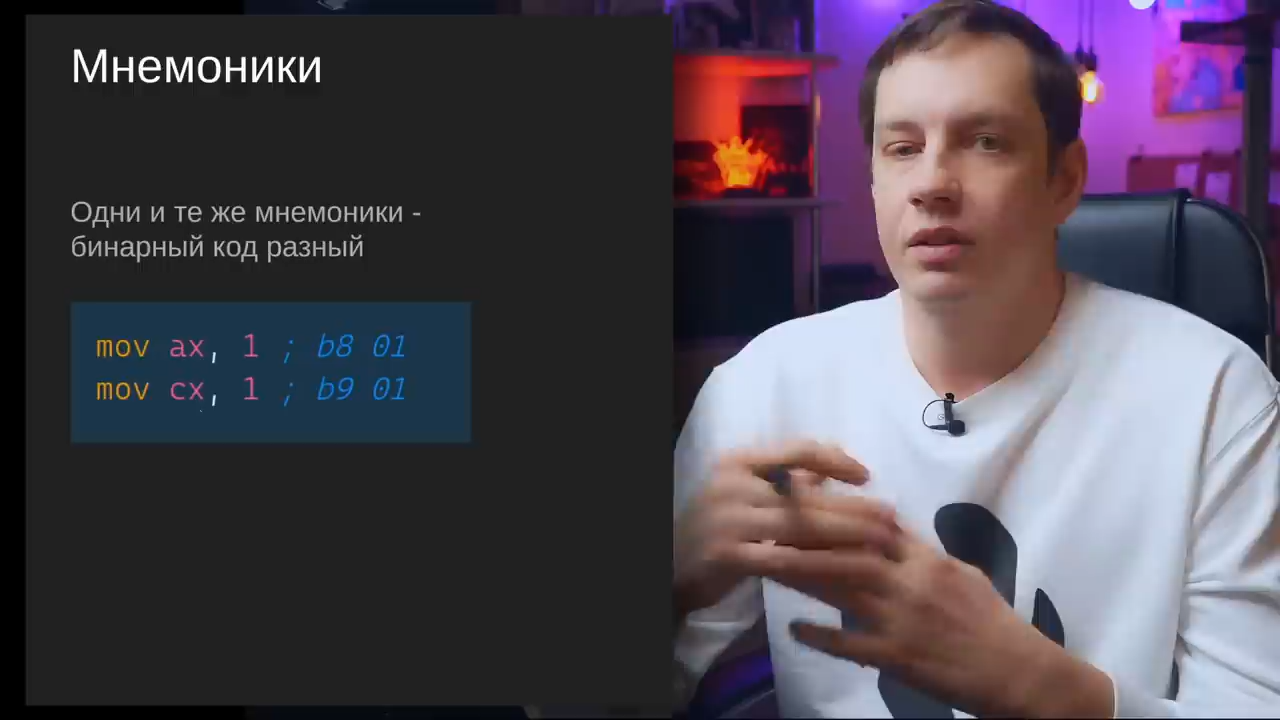 Мнемоники
Одни и те же мнемоники -
бинарный код разный
mov ax, 1 ; b8 01
mov cx, 1 ; b9 01